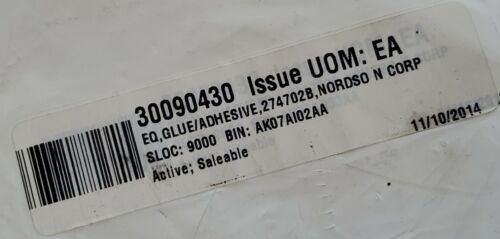 30090430 Issue UOM: EA
EQ,GLUE/ADHESIVE,274702B,NORDSO N CORP
SLOC: 9000 BIN: AK07AI02AA
Active; Saleable 11/10/2014